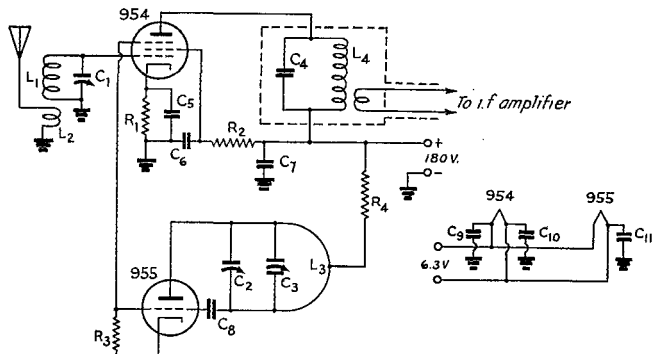 954
L1
C1
L2
R1
C5
C6
R2
C7
C4
L4
To i.f amplifier
+
180 V.
-
R4
955
R3
C8
C2
C3
L3
954
955
C9
C10
C11
6.3 V